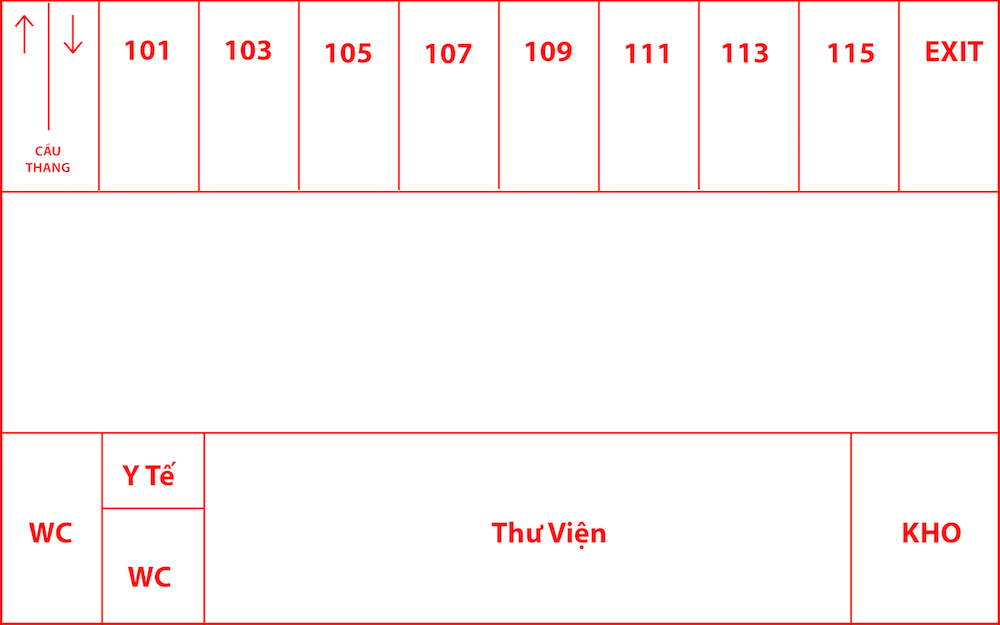 101
103
105
107
109
111
113
115
EXIT
CẦU
THANG
Y Tế
WC
Thư Viện
KHO
WC